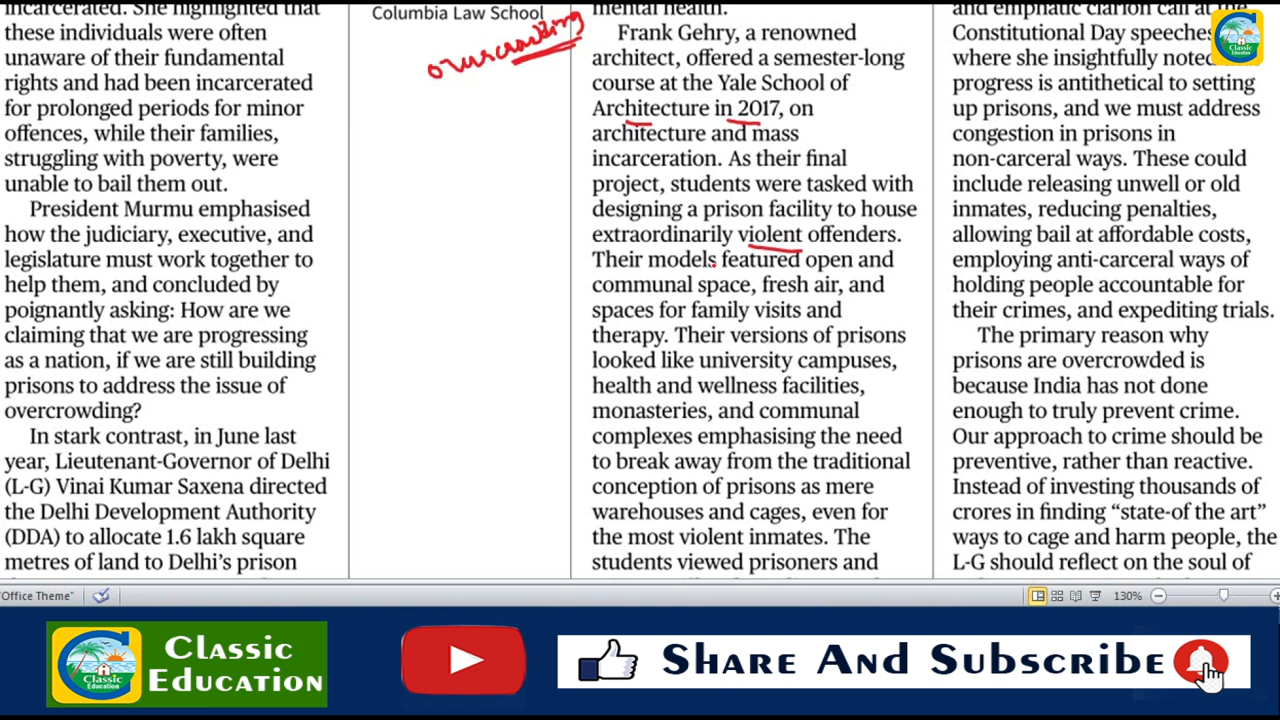 incarcerated. She highlighted that
these individuals were often
unaware of their fundamental
rights and had been incarcerated
for prolonged periods for minor
offences, while their families,
struggling with poverty, were
unable to bail them out.
President Murmu emphasised
how the judiciary, executive, and
legislature must work together to
help them, and concluded by
poignantly asking: How are we
claiming that we are progressing
as a nation, if we are still building
prisons to address the issue of
overcrowding?
In stark contrast, in June last
year, Lieutenant-Governor of Delhi
(L-G) Vinai Kumar Saxena directed
the Delhi Development Authority
(DDA) to allocate 1.6 lakh square
metres of land to Delhi's prison
Columbia Law School
mental health.
Frank Gehry, a renowned
architect, offered a semester-long
course at the Yale School of
Architecture in 2017, on
architecture and mass
incarceration. As their final
project, students were tasked with
designing a prison facility to house
extraordinarily violent offenders.
Their models featured open and
communal space, fresh air, and
spaces for family visits and
therapy. Their versions of prisons
looked like university campuses,
health and wellness facilities,
monasteries, and communal
complexes emphasising the need
to break away from the traditional
conception of prisons as mere
warehouses and cages, even for
the most violent inmates. The
students viewed prisoners and
and emphatic clarion call at the
Constitutional Day speeches
where she insightfully noted
progress is antithetical to setting
up prisons, and we must address
congestion in prisons in
non-carceral ways. These could
include releasing unwell or old
inmates, reducing penalties,
allowing bail at affordable costs,
employing anti-carceral ways of
holding people accountable for
their crimes, and expediting trials.
The primary reason why
prisons are overcrowded is
because India has not done
enough to truly prevent crime.
Our approach to crime should be
preventive, rather than reactive.
Instead of investing thousands of
crores in finding “state-of the art”
ways to cage and harm people, the
L-G should reflect on the soul of
Classic
Education
"Office Theme"
130%
Classic
Education
Classic
Education
Share And Subscribe